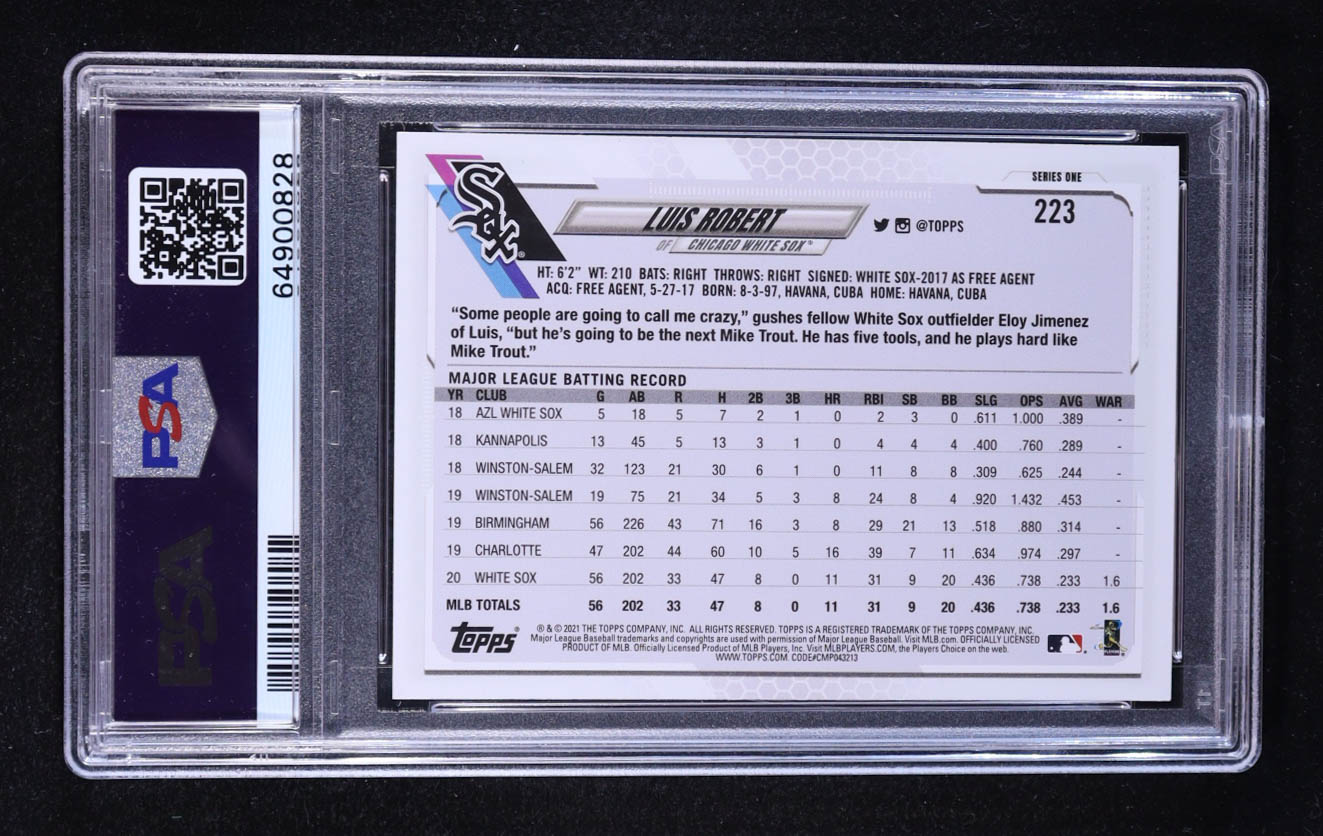 64900828
PSA
PSA
Sox
LUIS ROBERT
OF CHICAGO WHITE SOX™
@TOPPS
SERIES ONE
223
HT: 6'2" WT: 210 BATS: RIGHT THROWS: RIGHT SIGNED: WHITE SOX-2017 AS FREE AGENT
ACQ: FREE AGENT, 5-27-17 BORN: 8-3-97, HAVANA, CUBA HOME: HAVANA, CUBA
“Some people are going to call me crazy,” gushes fellow White Sox outfielder Eloy Jimenez
of Luis, “but he’s going to be the next Mike Trout. He has five tools, and he plays hard like
Mike Trout.”
MAJOR LEAGUE BATTING RECORD
YR CLUB G AB R H 2B 3B HR RBI SB BB SLG OPS AVG WAR
18 AZL WHITE SOX 5 18 5 7 2 1 0 2 3 0 .611 1.000 .389 -
18 KANNAPOLIS 13 45 5 13 3 1 0 4 4 4 .400 .760 .289 -
18 WINSTON-SALEM 32 123 21 30 6 1 0 11 8 8 .309 .625 .244 -
19 WINSTON-SALEM 19 75 21 34 5 3 8 24 8 4 .920 1.432 .453 -
19 BIRMINGHAM 56 226 43 71 16 3 8 29 21 13 .518 .880 .314 -
19 CHARLOTTE 47 202 44 60 10 5 16 39 7 11 .634 .974 .297 -
20 WHITE SOX 56 202 33 47 8 0 11 31 9 20 .436 .738 .233 1.6
MLB TOTALS 56 202 33 47 8 0 11 31 9 20 .436 .738 .233 1.6
Topps®
® & © 2021 THE TOPPS COMPANY, INC. ALL RIGHTS RESERVED. TOPPS IS A REGISTERED TRADEMARK OF THE TOPPS COMPANY, INC.
Major League Baseball trademarks and copyrights are used with permission of Major League Baseball. Visit MLB.com. OFFICIALLY LICENSED
PRODUCT OF MLB. Officially Licensed Product of MLB Players, Inc. Visit MLBPLAYERS.COM, the Players Choice on the web.
WWW.TOPPS.COM CODE#CMP043213